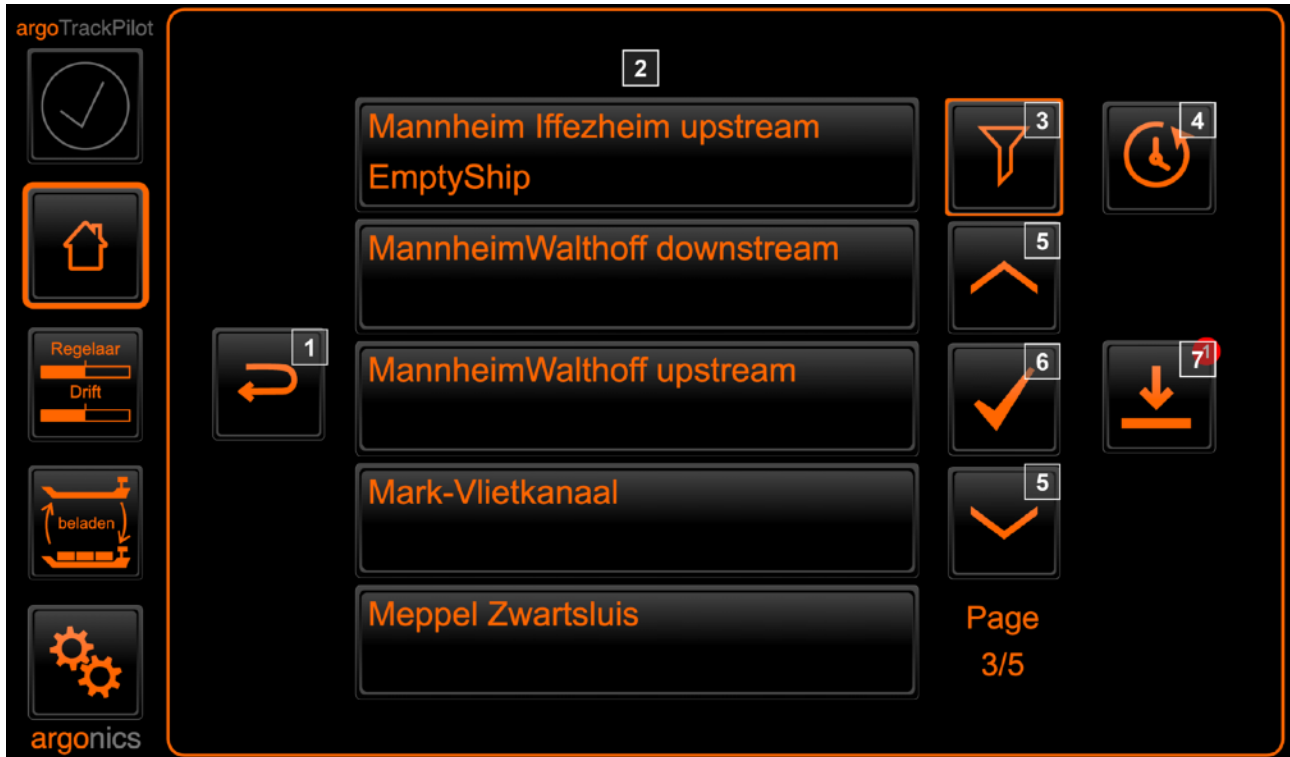 argoTrackPilot
2
Mannheim Iffezheim upstream
EmptyShip
3
4
MannheimWalthoff downstream
5
Regelaar
Drift
1
MannheimWalthoff upstream
6
7
1
beladen
Mark-Vlietkanaal
5
Meppel Zwartsluis
Page
3/5
argonics